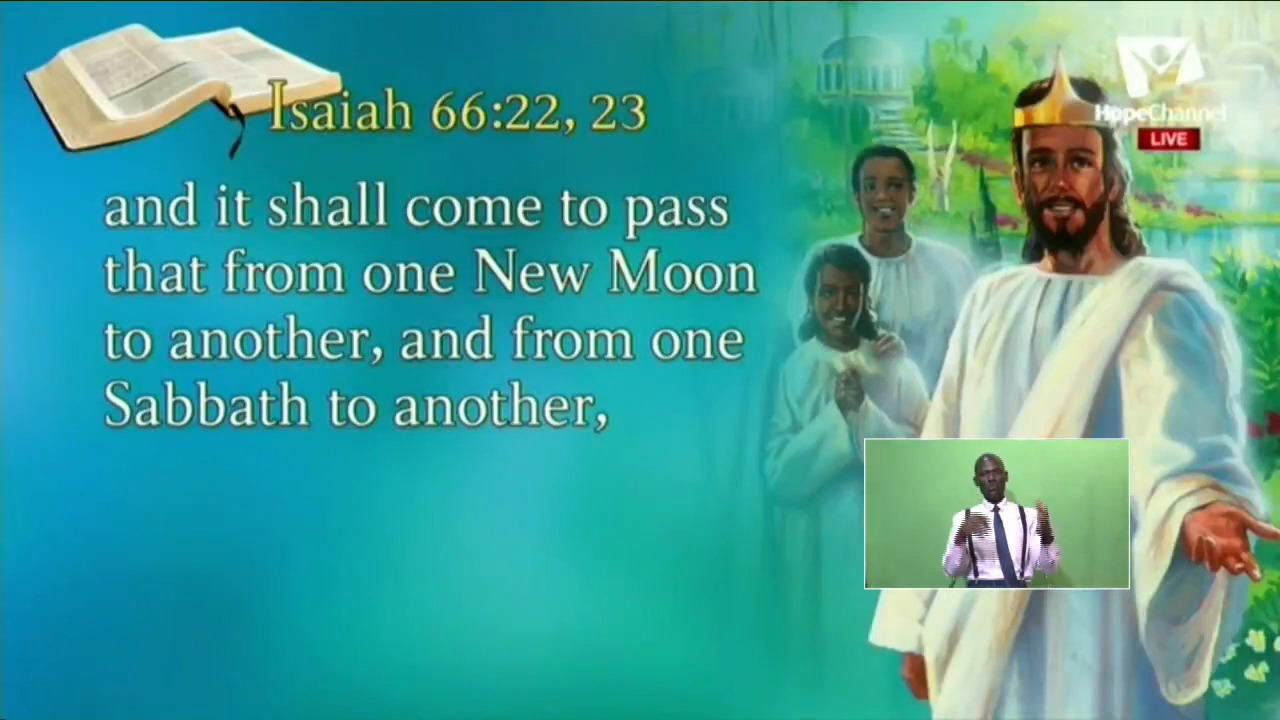 Isaiah 66:22, 23
and it shall come to pass
that from one New Moon
to another, and from one
Sabbath to another,
HopeChannel
LIVE